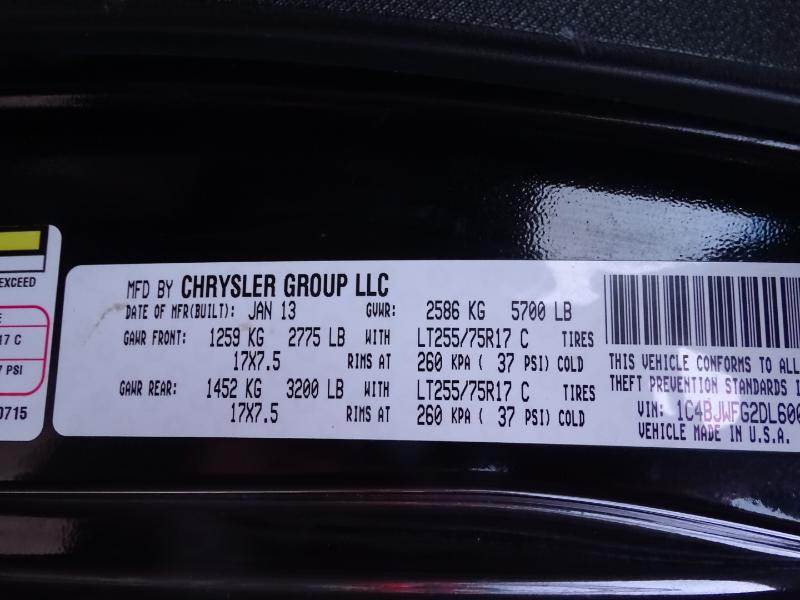 EXCEED
E
17 C
7 PSI
0715
MFD BY CHRYSLER GROUP LLC
DATE OF MFR(BUILT): JAN 13 GVWR: 2586 KG 5700 LB
GAWR FRONT: 1259 KG 2775 LB WITH LT255/75R17 C TIRES
17X7.5 RIMS AT 260 KPA ( 37 PSI) COLD
GAWR REAR: 1452 KG 3200 LB WITH LT255/75R17 C TIRES
17X7.5 RIMS AT 260 KPA ( 37 PSI) COLD
THIS VEHICLE CONFORMS TO ALL
THEFT PREVENTION STANDARDS I
VIN: 1C4BJWFG2DL600
VEHICLE MADE IN U.S.A.